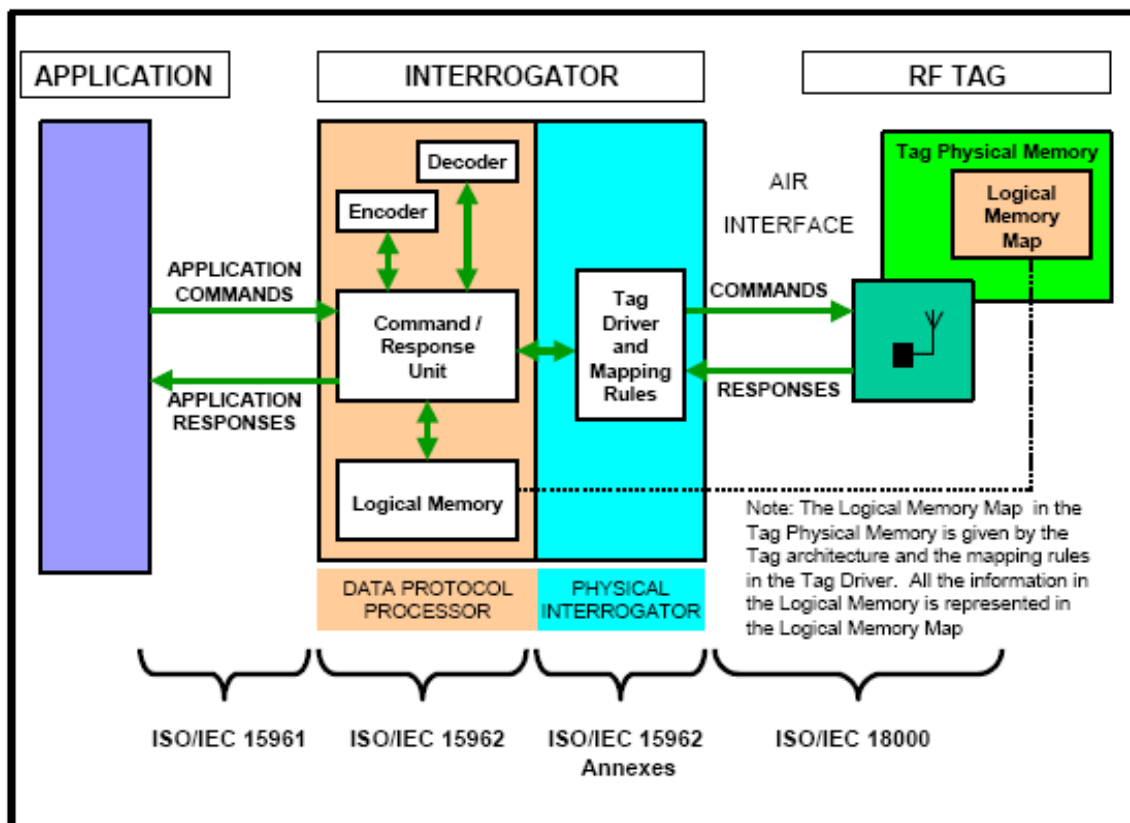 APPLICATION
INTERROGATOR
RF TAG
Decoder
Encoder
APPLICATION
COMMANDS
Command /
Response
Unit
APPLICATION
RESPONSES
Logical Memory
Tag
Driver
and
Mapping
Rules
AIR
INTERFACE
COMMANDS
RESPONSES
Tag Physical Memory
Logical
Memory
Map
Note: The Logical Memory Map in the
Tag Physical Memory is given by the
Tag architecture and the mapping rules
in the Tag Driver. All the information in
the Logical Memory is represented in
the Logical Memory Map
DATA PROTOCOL
PROCESSOR
PHYSICAL
INTERROGATOR
ISO/IEC 15961
ISO/IEC 15962
ISO/IEC 15962
Annexes
ISO/IEC 18000